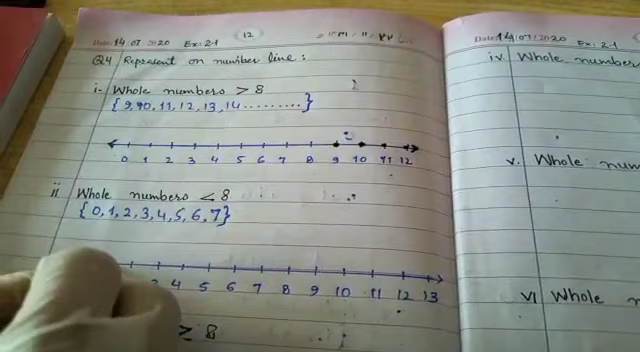 Date: 14/07/2020 Ex: 2.1 12
Q4 Represent on number line:
i- Whole numbers > 8
{ 9, 10, 11, 12, 13, 14 ......... }
0 1 2 3 4 5 6 7 8 9 10 11 12
ii Whole numbers < 8
{ 0, 1, 2, 3, 4, 5, 6, 7 }
3 4 5 6 7 8 9 10 11 12 13
≥ 8
Date: 14/07/2020 Ex: 2.1
iv. Whole number
v. Whole num
vi Whole